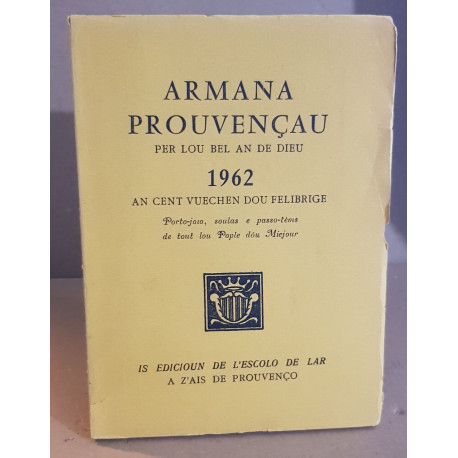 ARMANA
PROUVENÇAU
PER LOU BEL AN DE DIEU
1962
AN CENT VUECHEN DOU FELIBRIGE
Porto-joio, soulas e passo-tèms
de tout lou Pople dóu Miejour
IS EDICIOUN DE L'ESCOLO DE LAR
A Z'AIS DE PROUVENÇO